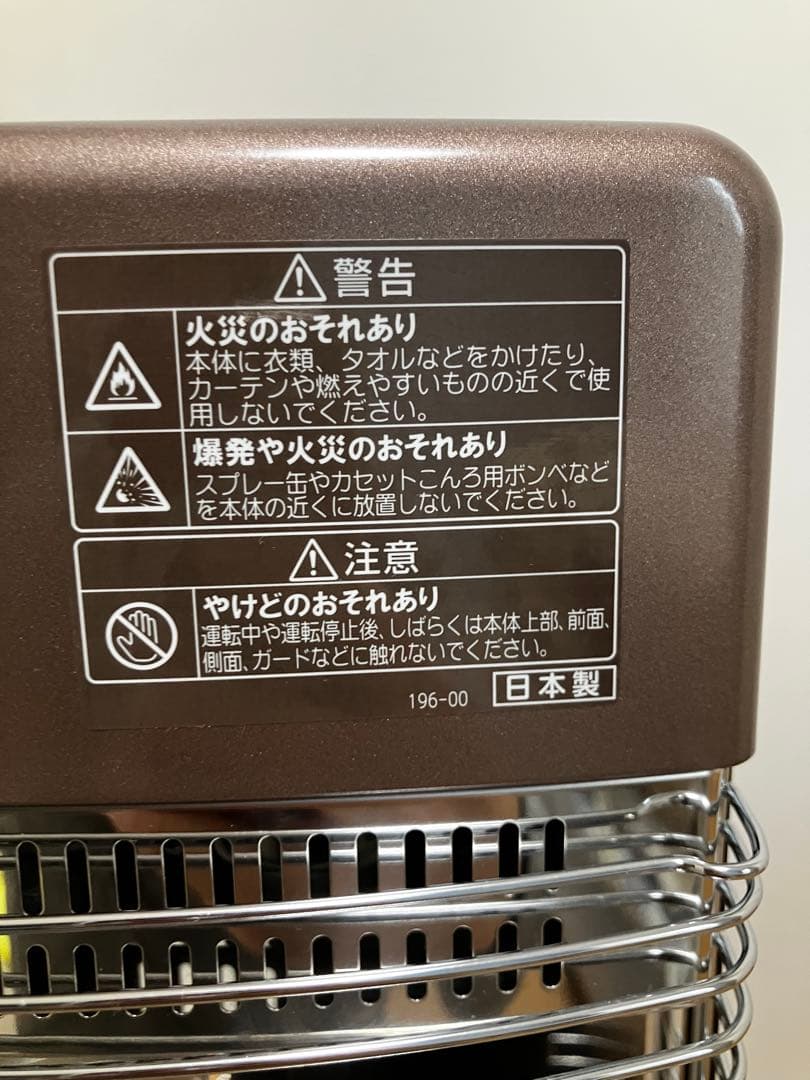 警告
火災のおそれあり
本体に衣類、タオルなどをかけたり、
カーテンや燃えやすいものの近くで使
用しないでください。
爆発や火災のおそれあり
スプレー缶やカセットこんろ用ボンベなど
を本体の近くに放置しないでください。
注意
やけどのおそれあり
運転中や運転停止後、しばらくは本体上部、前面、
側面、ガードなどに触れないでください。
196-00 日本製